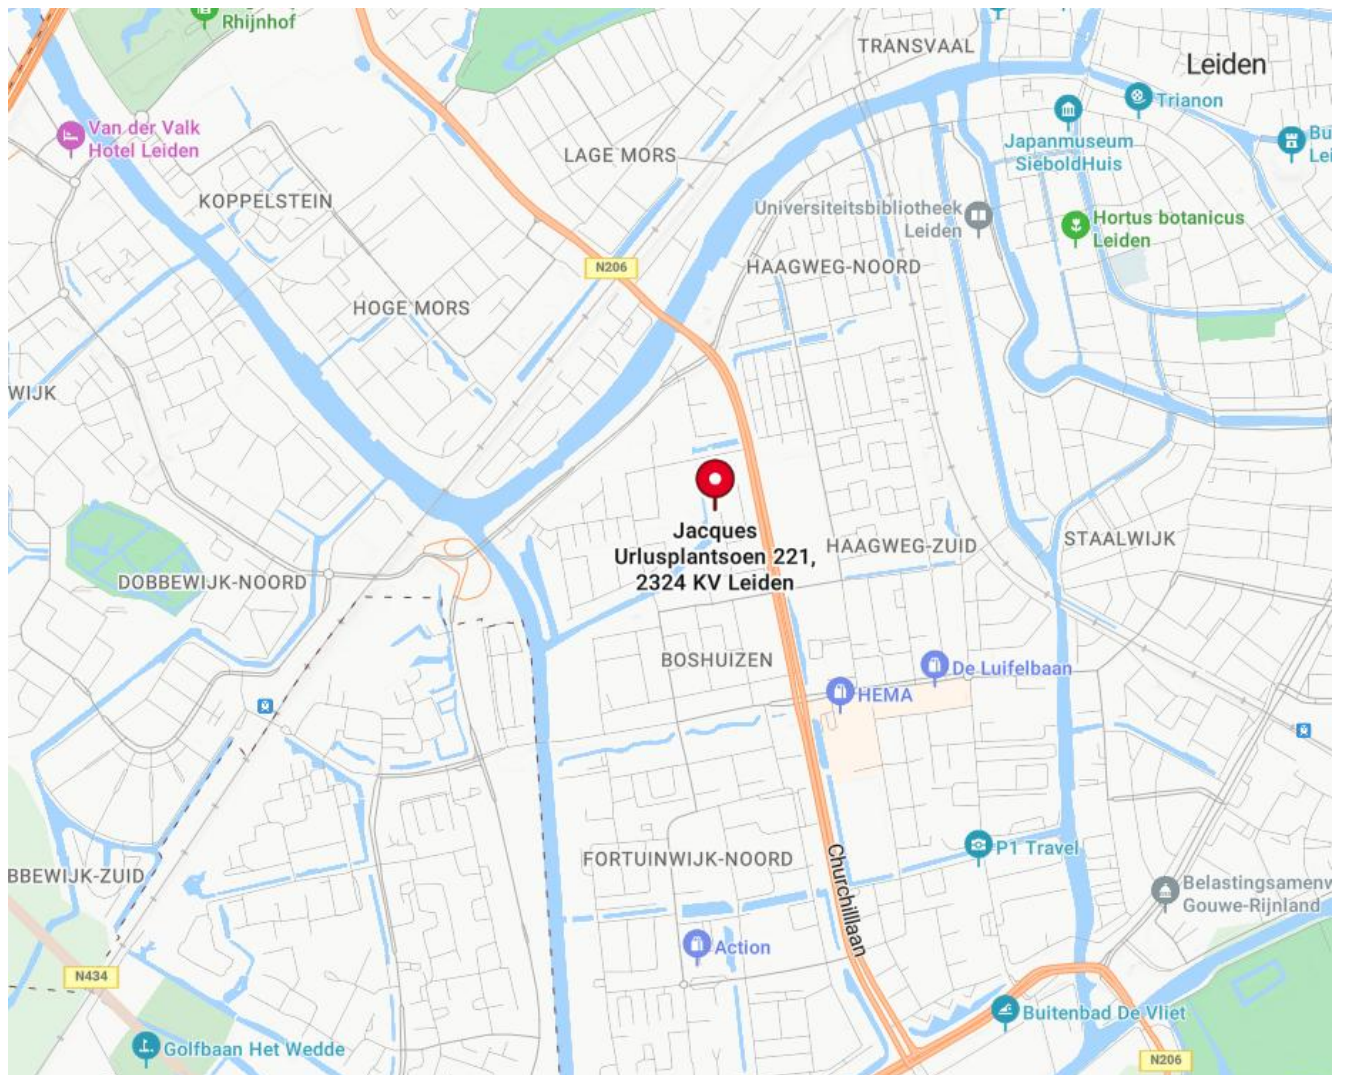 Rhijnhof
TRANSVAAL
Leiden
Trianon
Van der Valk
Hotel Leiden
LAGE MORS
Japanmuseum
SieboldHuis
KOPPELSTEIN
Universiteitsbibliotheek
Leiden
Hortus botanicus
Leiden
N206
HAAGWEG-NOORD
HOGE MORS
WIJK
Jacques
Urlusplantsoen 221,
2324 KV Leiden
HAAGWEG-ZUID
STAALWIJK
DOBBEWIJK-NOORD
BOSHUIZEN
De Luifelbaan
HEMA
FORTUINWIJK-NOORD
Churchilllaan
P1 Travel
BBEWIJK-ZUID
Belastingsamenw
Gouwe-Rijnland
Action
N434
Buitenbad De Vliet
Golfbaan Het Wedde
N206